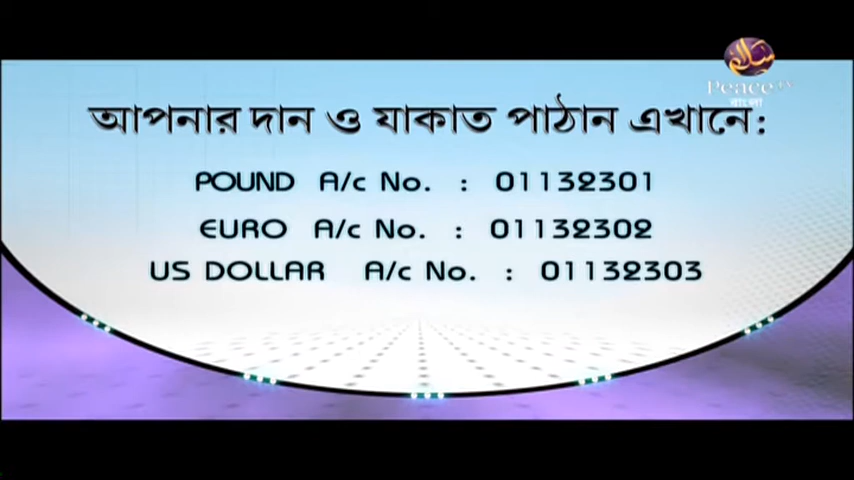 Peace TV
বাংলা
আপনার দান ও যাকাত পাঠান এখানে:
POUND A/c No. : 01132301
EURO A/c No. : 01132302
US DOLLAR A/c No. : 01132303